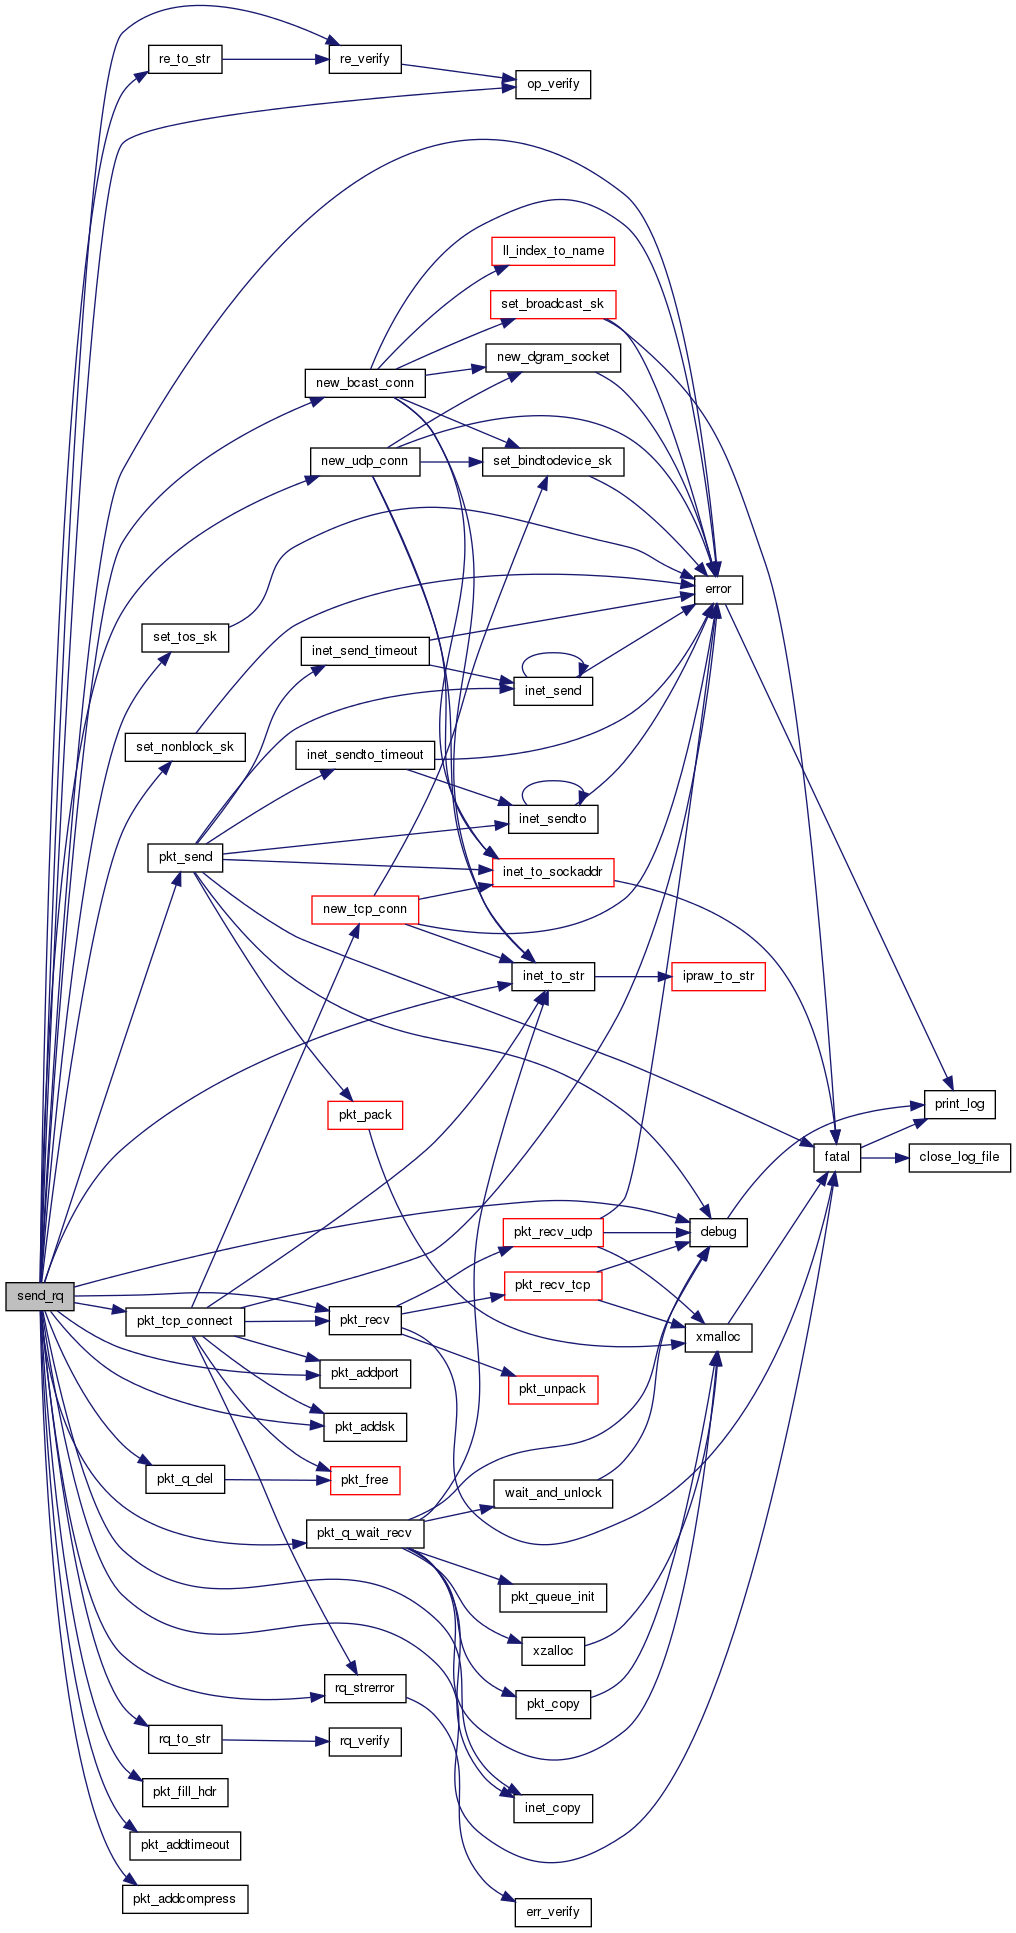 re_to_str
re_verify
op_verify
ll_index_to_name
set_broadcast_sk
new_dgram_socket
new_bcast_conn
new_udp_conn
set_bindtodevice_sk
error
set_tos_sk
inet_send_timeout
inet_send
set_nonblock_sk
inet_sendto_timeout
inet_sendto
pkt_send
inet_to_sockaddr
new_tcp_conn
inet_to_str
ipraw_to_str
pkt_pack
print_log
fatal
close_log_file
pkt_recv_udp
debug
send_rq
pkt_recv_tcp
pkt_tcp_connect
pkt_recv
xmalloc
pkt_addport
pkt_unpack
pkt_addsk
pkt_q_del
pkt_free
wait_and_unlock
pkt_q_wait_recv
pkt_queue_init
xzalloc
rq_strerror
pkt_copy
rq_to_str
rq_verify
pkt_fill_hdr
inet_copy
pkt_addtimeout
pkt_addcompress
err_verify